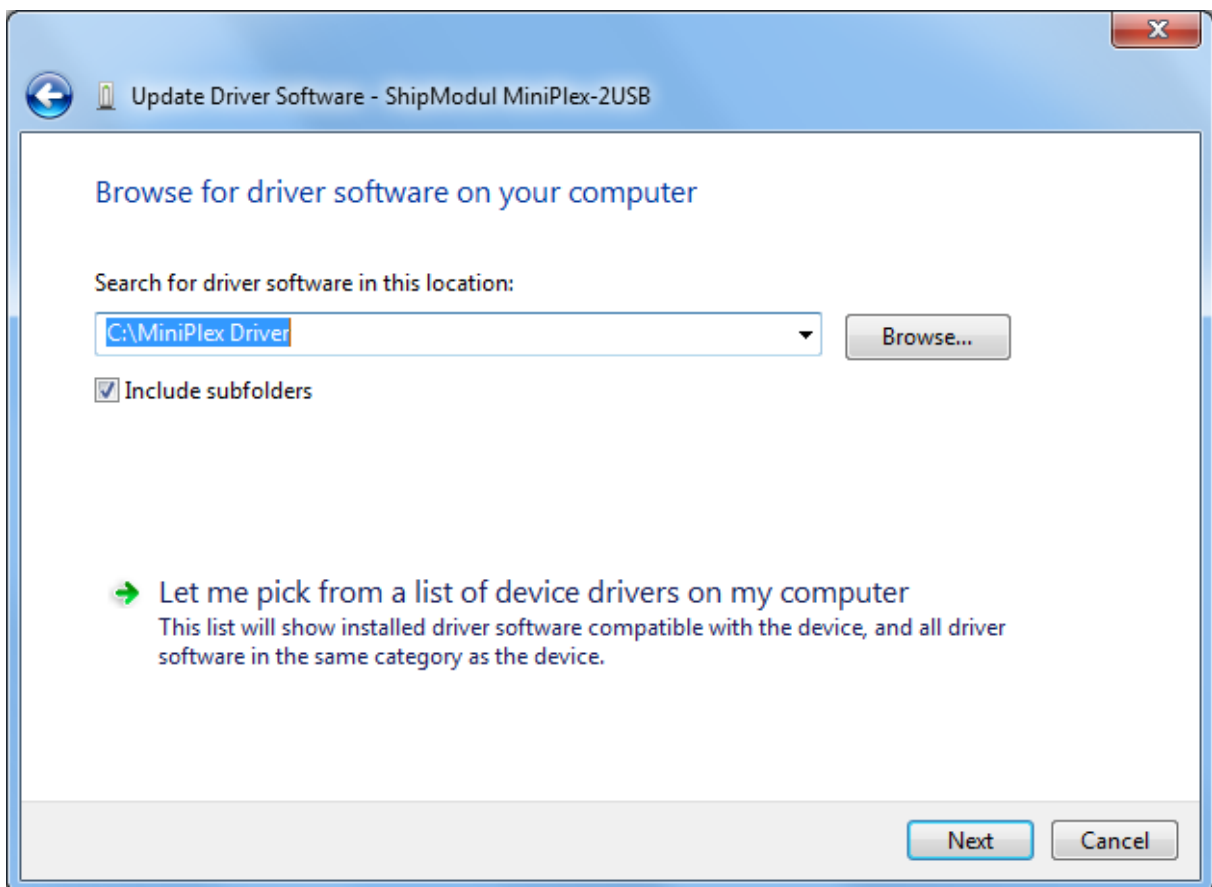 Update Driver Software - ShipModul MiniPlex-2USB
Browse for driver software on your computer
Search for driver software in this location:
C:\MiniPlex Driver
Browse...
Include subfolders
Let me pick from a list of device drivers on my computer
This list will show installed driver software compatible with the device, and all driver
software in the same category as the device.
Next
Cancel